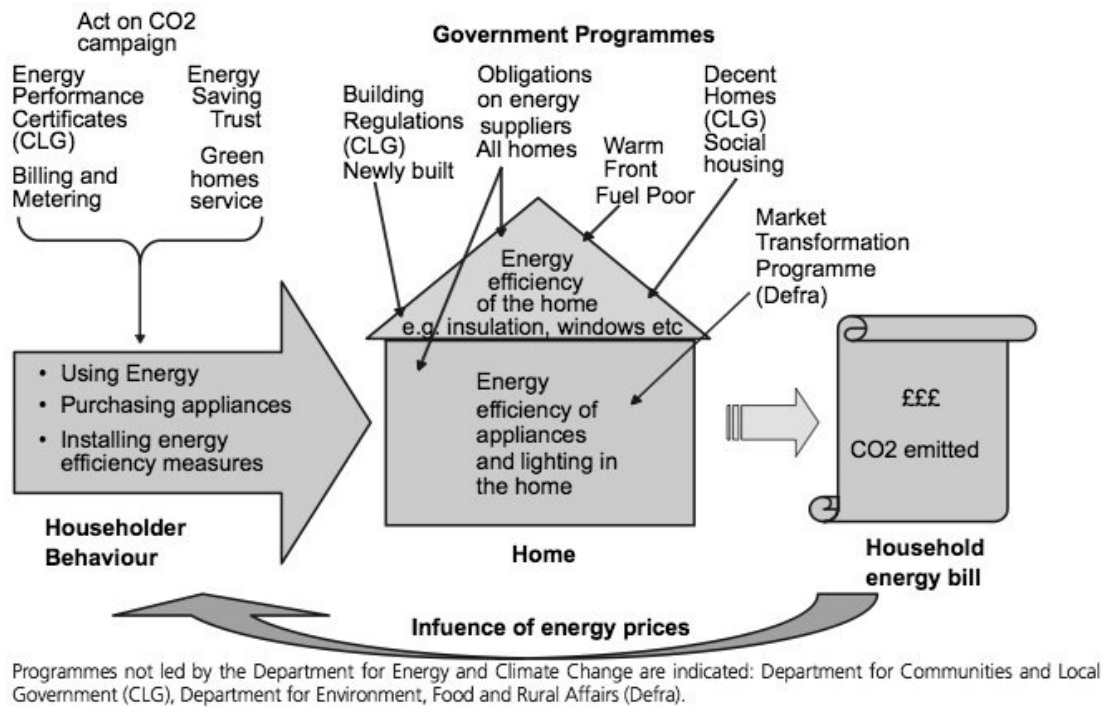 Act on CO2
campaign
Energy
Performance
Certificates
(CLG)
Billing and
Metering
Energy
Saving
Trust
Green
homes
service
Government Programmes
Building
Regulations
(CLG)
Newly built
Obligations
on energy
suppliers
All homes
Warm
Front
Fuel Poor
Decent
Homes
(CLG)
Social
housing
Market
Transformation
Programme
(Defra)
• Using Energy
• Purchasing appliances
• Installing energy
efficiency measures
Householder
Behaviour
Energy
efficiency
of the home
e.g. insulation, windows etc
Energy
efficiency of
appliances
and lighting in
the home
Home
£££
CO2 emitted
Household
energy bill
Infuence of energy prices
Programmes not led by the Department for Energy and Climate Change are indicated: Department for Communities and Local
Government (CLG), Department for Environment, Food and Rural Affairs (Defra).